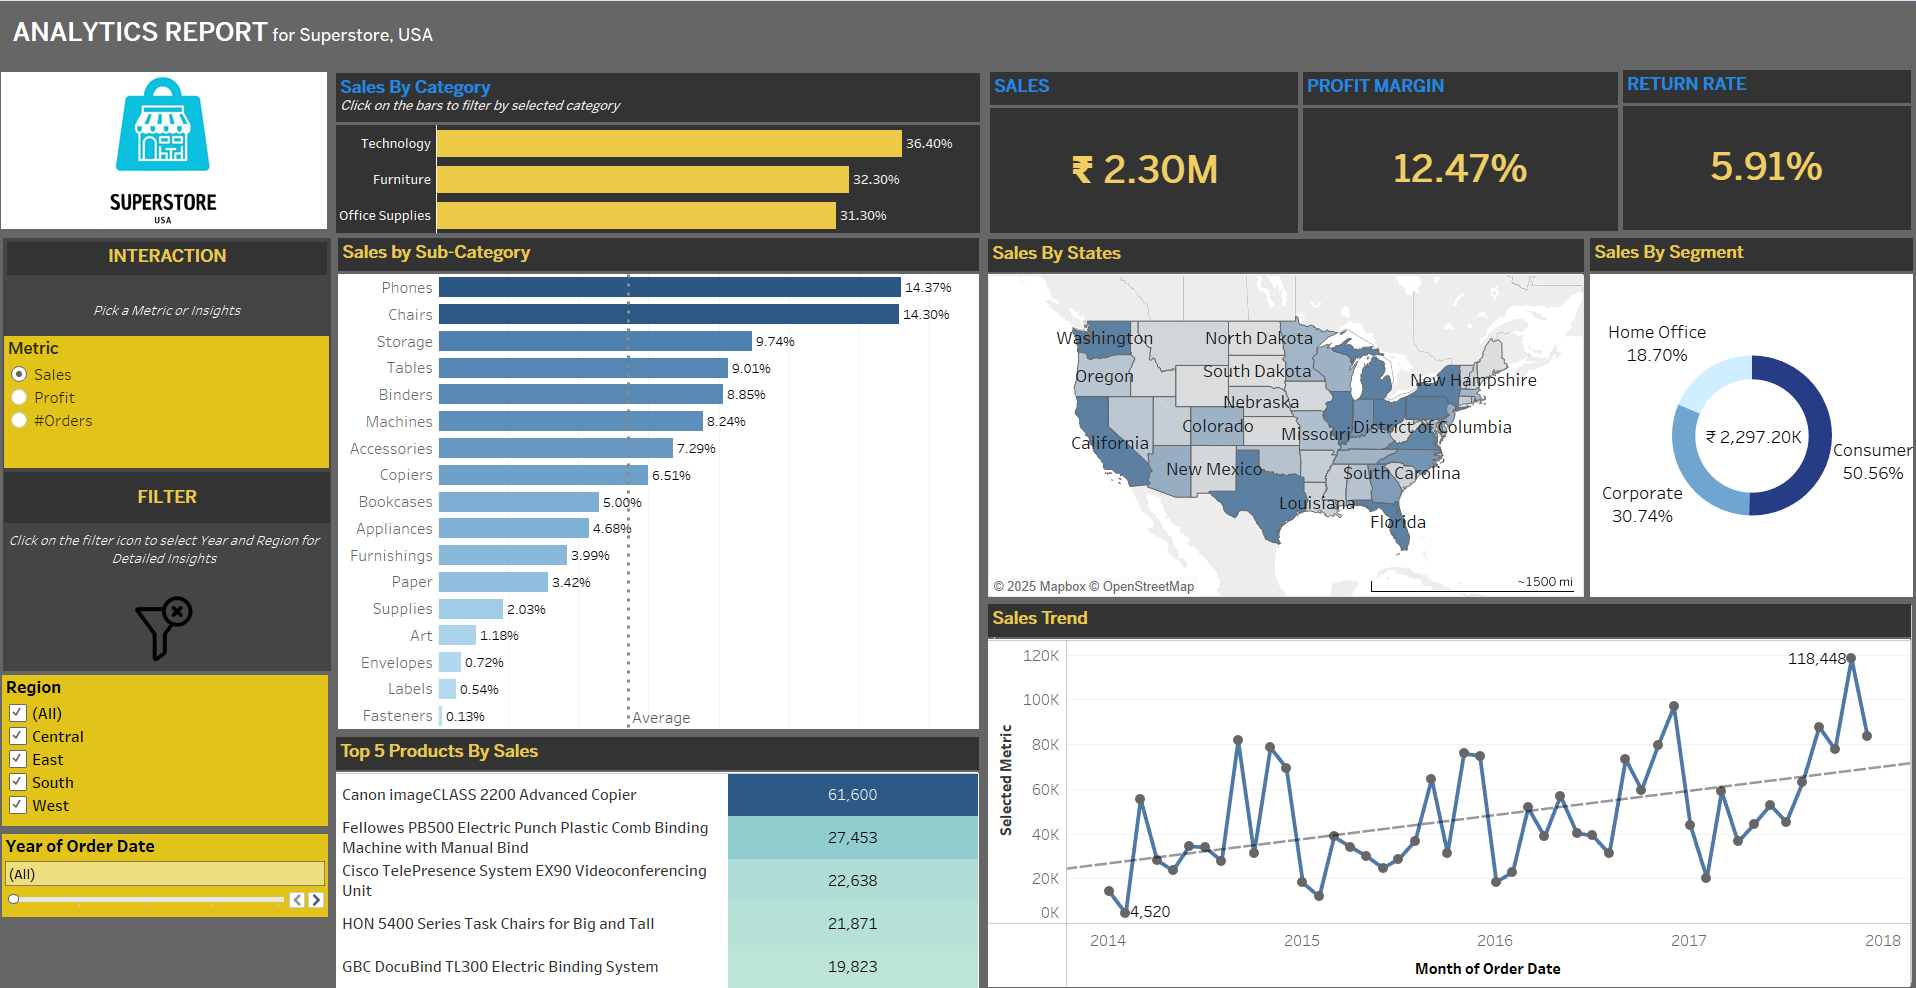 ANALYTICS REPORT for Superstore, USA
SUPERSTORE
USA
Sales By Category
Click on the bars to filter by selected category
Technology 36.40%
Furniture 32.30%
Office Supplies 31.30%
SALES
₹ 2.30M
PROFIT MARGIN
12.47%
RETURN RATE
5.91%
INTERACTION
Pick a Metric or Insights
Metric
Sales
Profit
#Orders
FILTER
Click on the filter icon to select Year and Region for
Detailed Insights
Region
(All)
Central
East
South
West
Year of Order Date
(All)
Sales by Sub-Category
Phones 14.37%
Chairs 14.30%
Storage 9.74%
Tables 9.01%
Binders 8.85%
Machines 8.24%
Accessories 7.29%
Copiers 6.51%
Bookcases 5.00%
Appliances 4.68%
Furnishings 3.99%
Paper 3.42%
Supplies 2.03%
Art 1.18%
Envelopes 0.72%
Labels 0.54%
Fasteners 0.13%
Average
Top 5 Products By Sales
Canon imageCLASS 2200 Advanced Copier 61,600
Fellowes PB500 Electric Punch Plastic Comb Binding
Machine with Manual Bind 27,453
Cisco TelePresence System EX90 Videoconferencing
Unit 22,638
HON 5400 Series Task Chairs for Big and Tall 21,871
GBC DocuBind TL300 Electric Binding System 19,823
Sales By States
Washington
North Dakota
Oregon
South Dakota
New Hampshire
Nebraska
Colorado
Missouri
District of Columbia
California
New Mexico
South Carolina
Louisiana
Florida
© 2025 Mapbox © OpenStreetMap
~1500 mi
Sales By Segment
Home Office
18.70%
₹ 2,297.20K
Consumer
50.56%
Corporate
30.74%
Sales Trend
Selected Metric
120K
100K
80K
60K
40K
20K
0K
118,448
4,520
2014 2015 2016 2017 2018
Month of Order Date